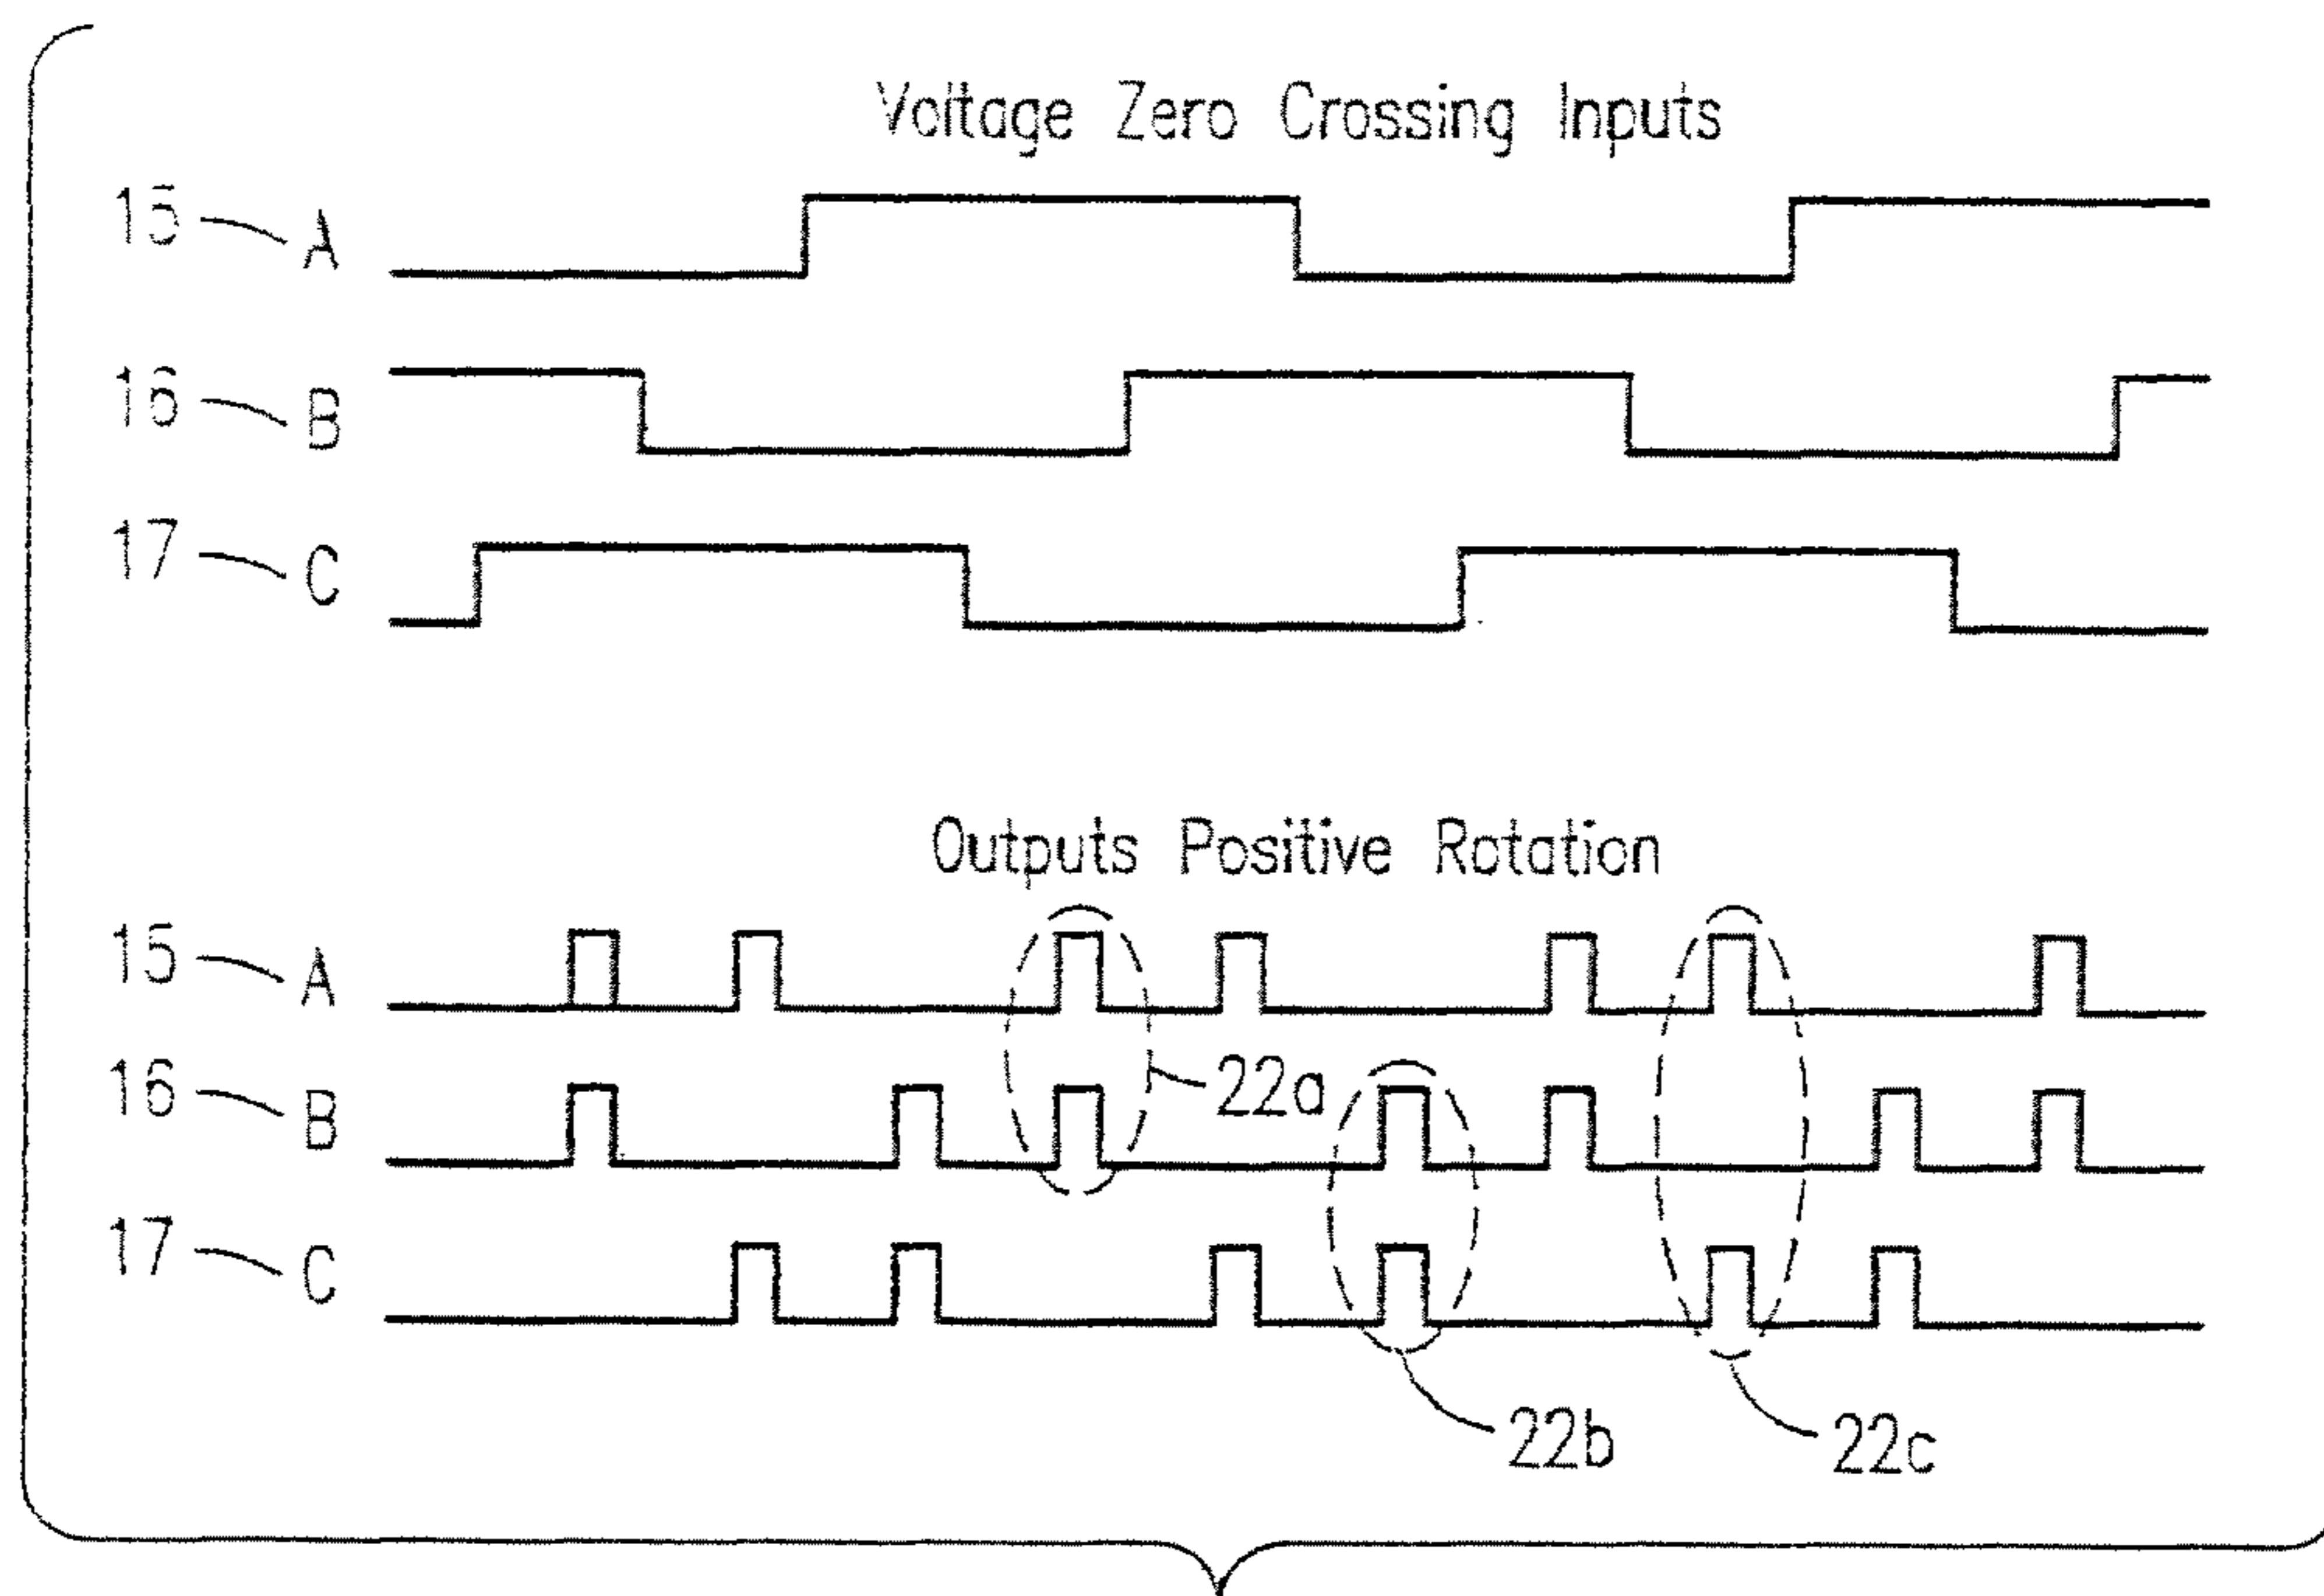 Voltage Zero Crossing Inputs
15 A
16 B
17 C
Outputs Positive Rotation
15 A
16 B
17 C
22a
22b
22c